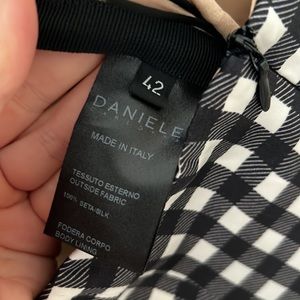 42
DANIELE
MADE IN ITALY
TESSUTO ESTERNO
OUTSIDE FABRIC
100% SETA-SILK
FODERA CORPO
BODY LINING